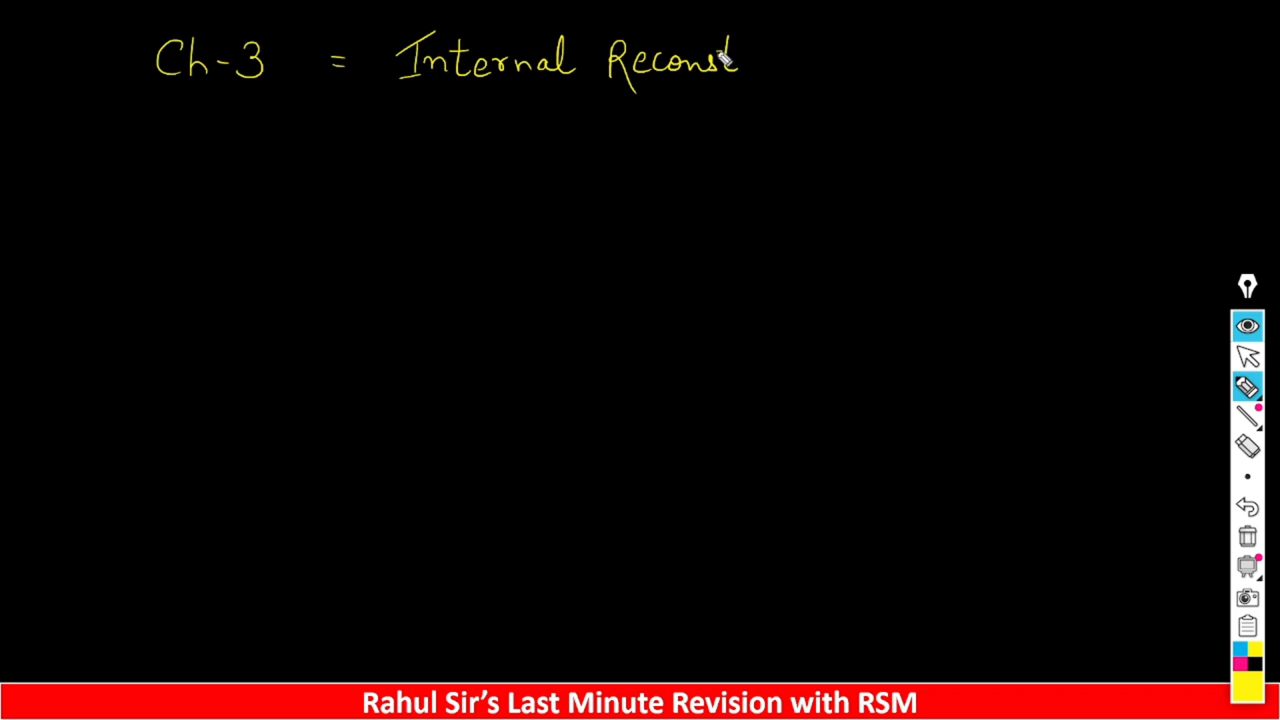 Ch-3 = Internal Reconst
Rahul Sir's Last Minute Revision with RSM